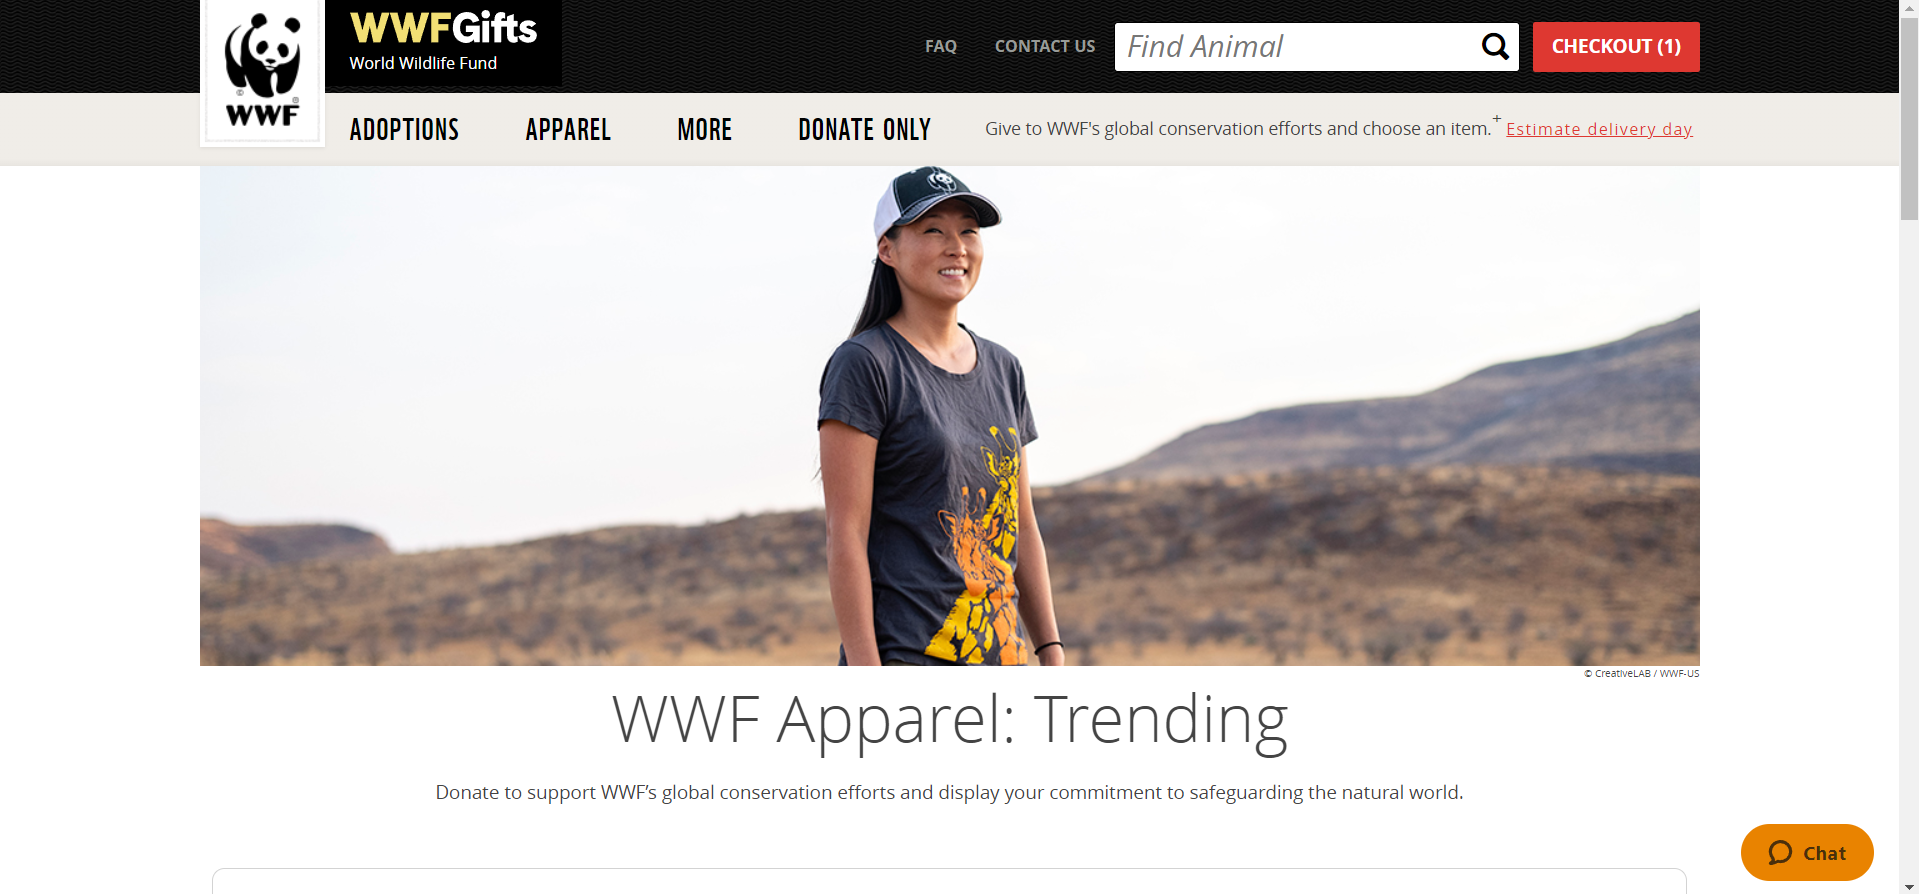 WWFGifts
World Wildlife Fund
FAQ
CONTACT US
Find Animal
CHECKOUT (1)
© ®
WWF
ADOPTIONS
APPAREL
MORE
DONATE ONLY
Give to WWF's global conservation efforts and choose an item.+ Estimate delivery day
© CreativeLAB / WWF-US
WWF Apparel: Trending
Donate to support WWF’s global conservation efforts and display your commitment to safeguarding the natural world.
Chat